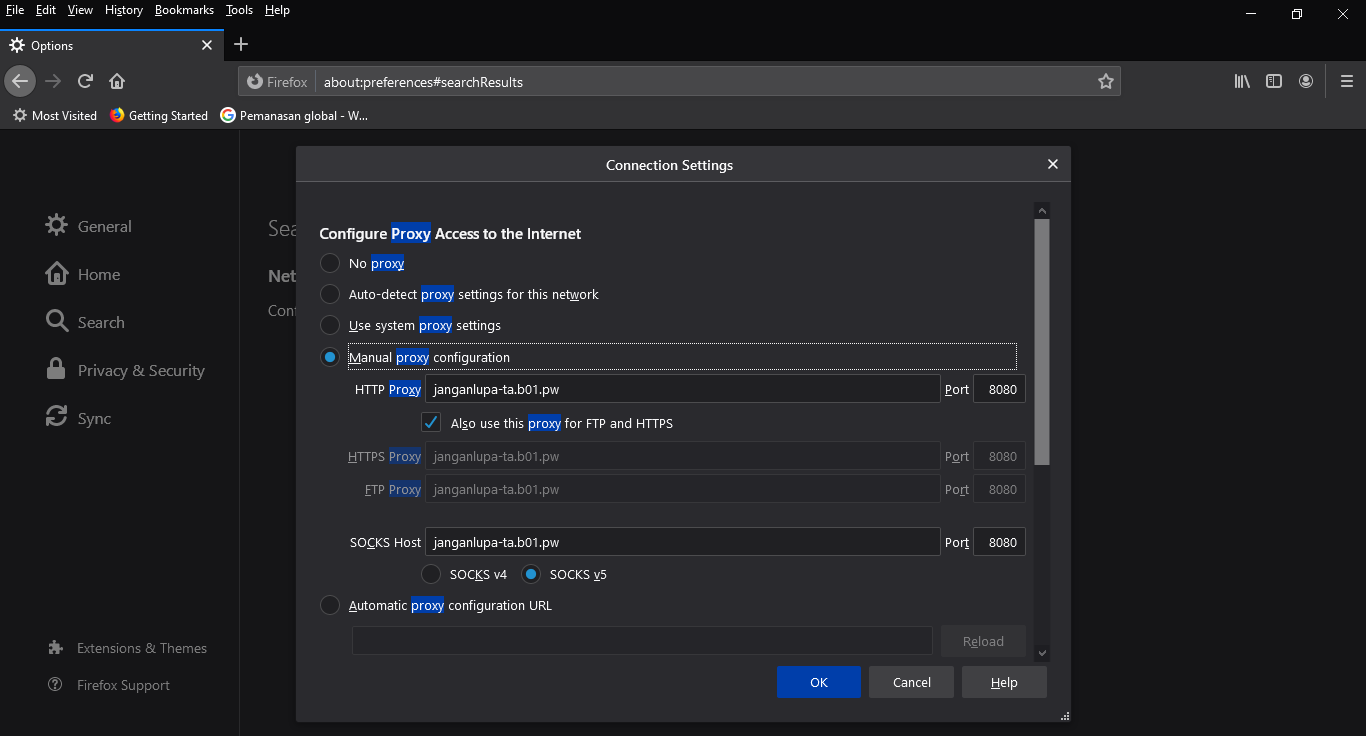 File Edit View History Bookmarks Tools Help
Options
Firefox about:preferences#searchResults
Most Visited Getting Started Pemanasan global - W...
Connection Settings
General
Home
Search
Privacy & Security
Sync
Extensions & Themes
Firefox Support
Sea
Net
Con
Configure Proxy Access to the Internet
No proxy
Auto-detect proxy settings for this network
Use system proxy settings
Manual proxy configuration
HTTP Proxy janganlupa-ta.b01.pw Port 8080
Also use this proxy for FTP and HTTPS
HTTPS Proxy janganlupa-ta.b01.pw Port 8080
FTP Proxy janganlupa-ta.b01.pw Port 8080
SOCKS Host janganlupa-ta.b01.pw Port 8080
SOCKS v4 SOCKS v5
Automatic proxy configuration URL
Reload
OK Cancel Help